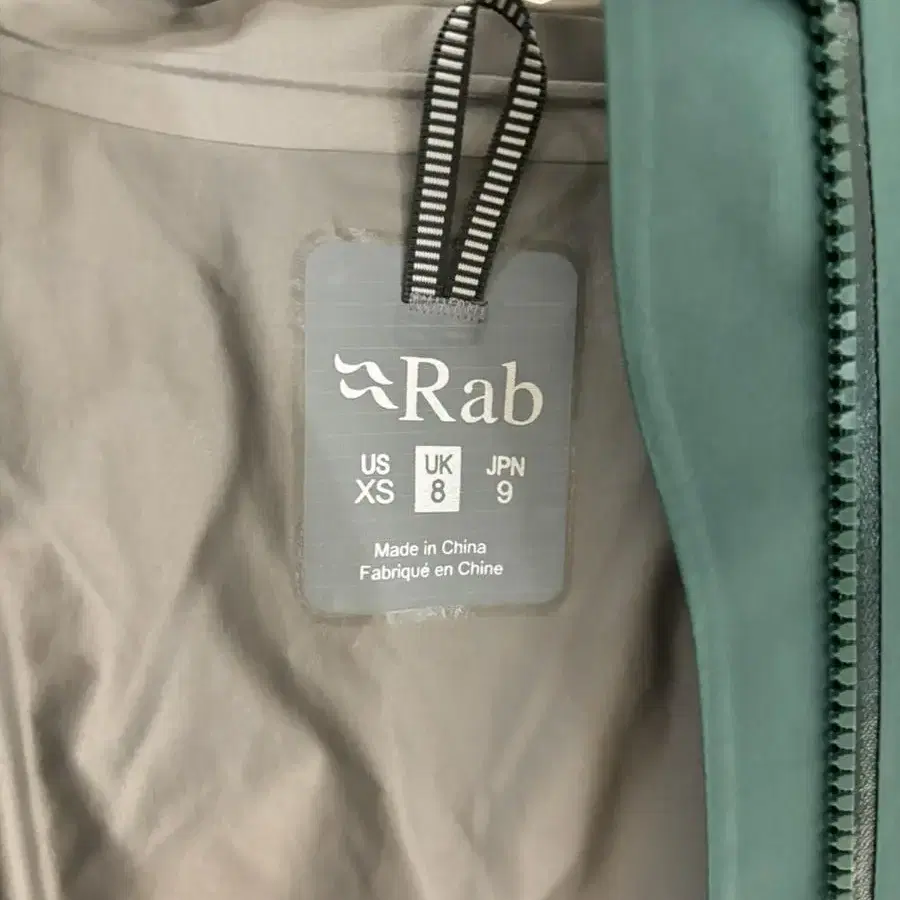 Rab
US UK JPN
XS 8 9
Made in China
Fabriqué en Chine